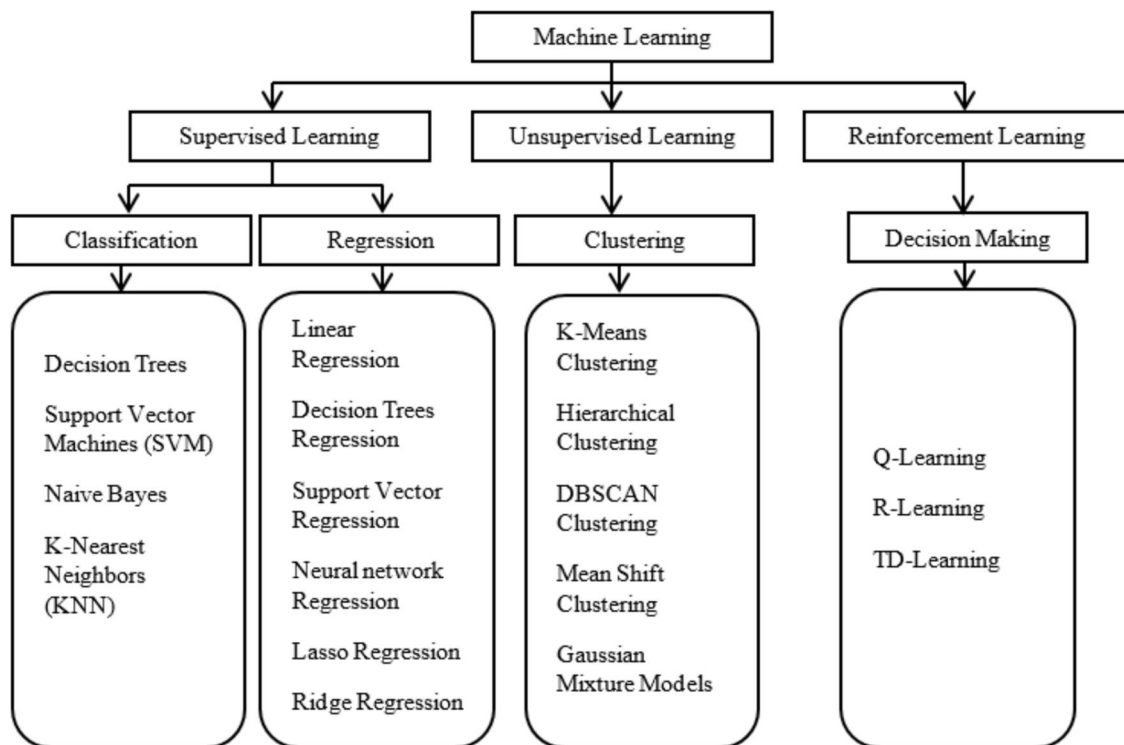 Machine Learning
Supervised Learning
Unsupervised Learning
Reinforcement Learning
Classification
Regression
Clustering
Decision Making
Decision Trees
Support Vector
Machines (SVM)
Naive Bayes
K-Nearest
Neighbors
(KNN)
Linear
Regression
Decision Trees
Regression
Support Vector
Regression
Neural network
Regression
Lasso Regression
Ridge Regression
K-Means
Clustering
Hierarchical
Clustering
DBSCAN
Clustering
Mean Shift
Clustering
Gaussian
Mixture Models
Q-Learning
R-Learning
TD-Learning